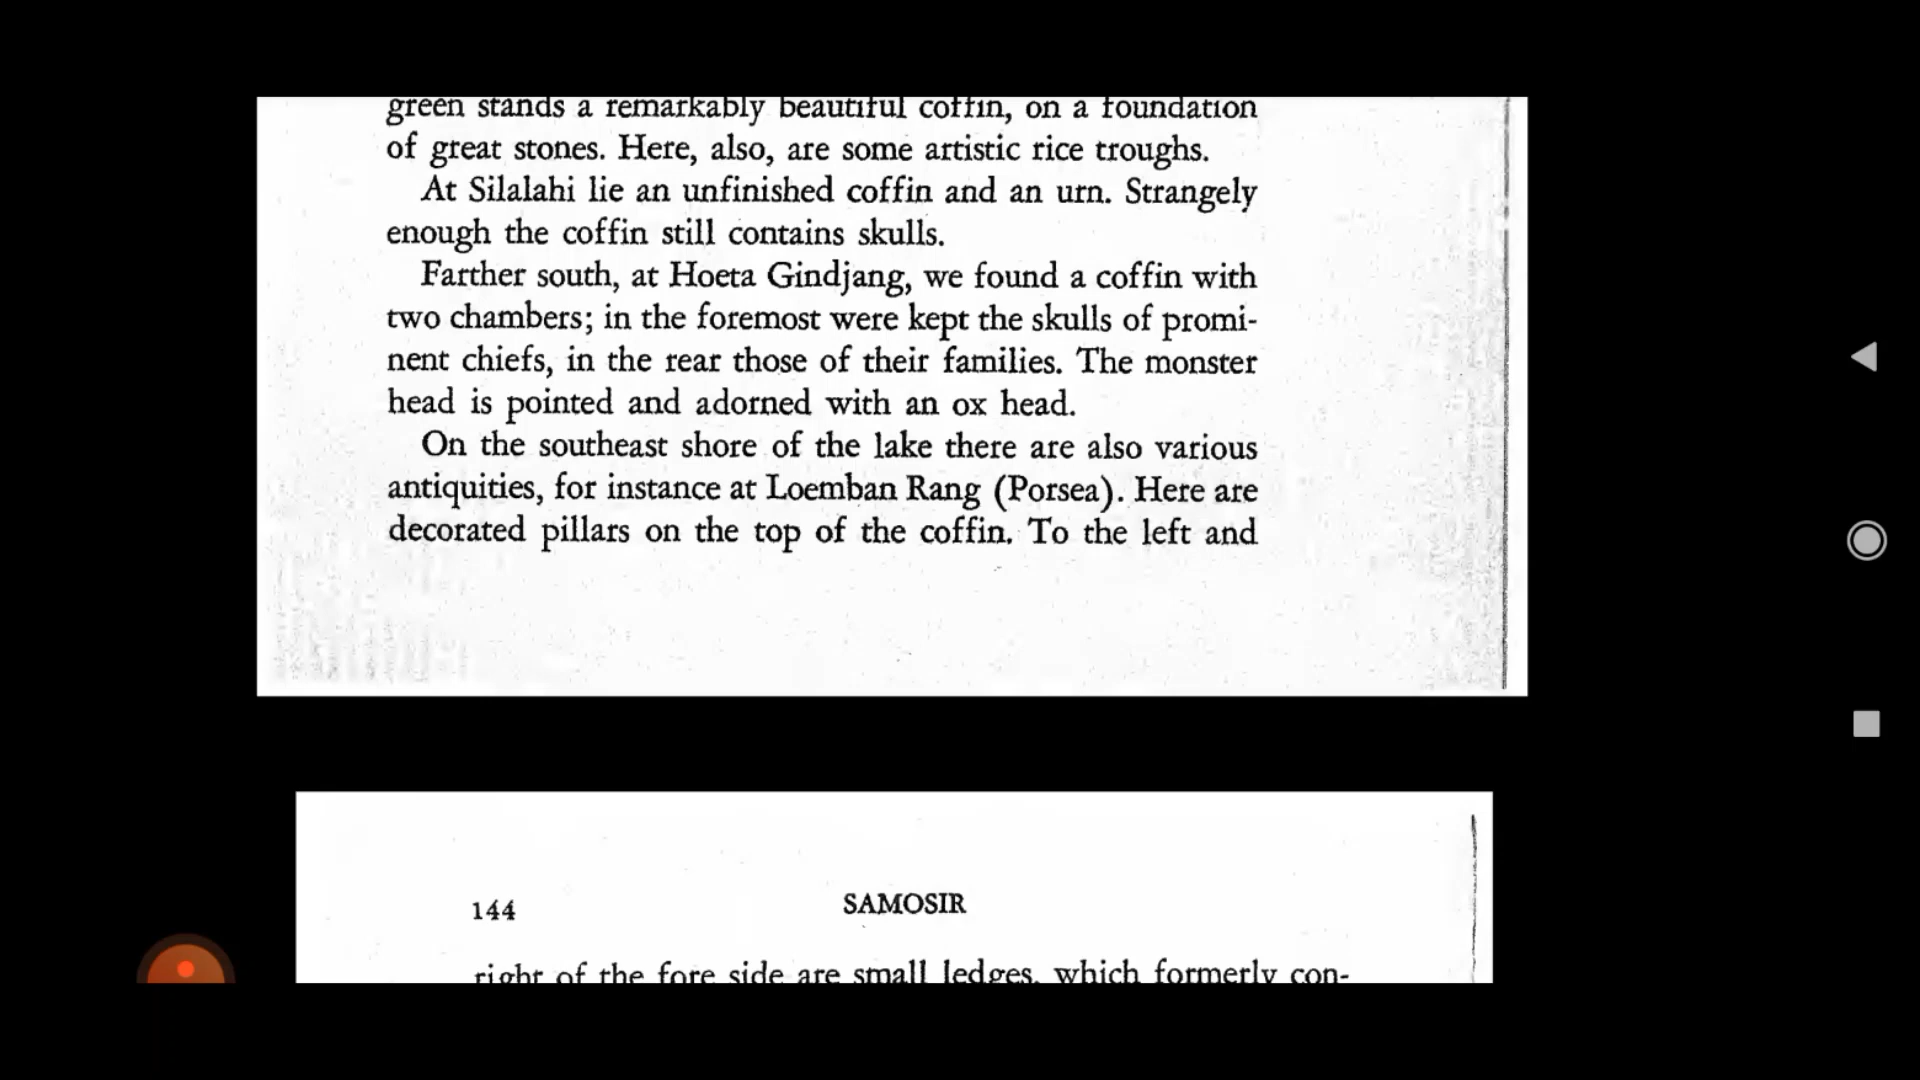 green stands a remarkably beautiful coffin, on a foundation
of great stones. Here, also, are some artistic rice troughs.
At Silalahi lie an unfinished coffin and an urn. Strangely
enough the coffin still contains skulls.
Farther south, at Hoeta Gindjang, we found a coffin with
two chambers; in the foremost were kept the skulls of promi-
nent chiefs, in the rear those of their families. The monster
head is pointed and adorned with an ox head.
On the southeast shore of the lake there are also various
antiquities, for instance at Loemban Rang (Porsea). Here are
decorated pillars on the top of the coffin. To the left and
144 SAMOSIR
right of the fore side are small ledges, which formerly con-